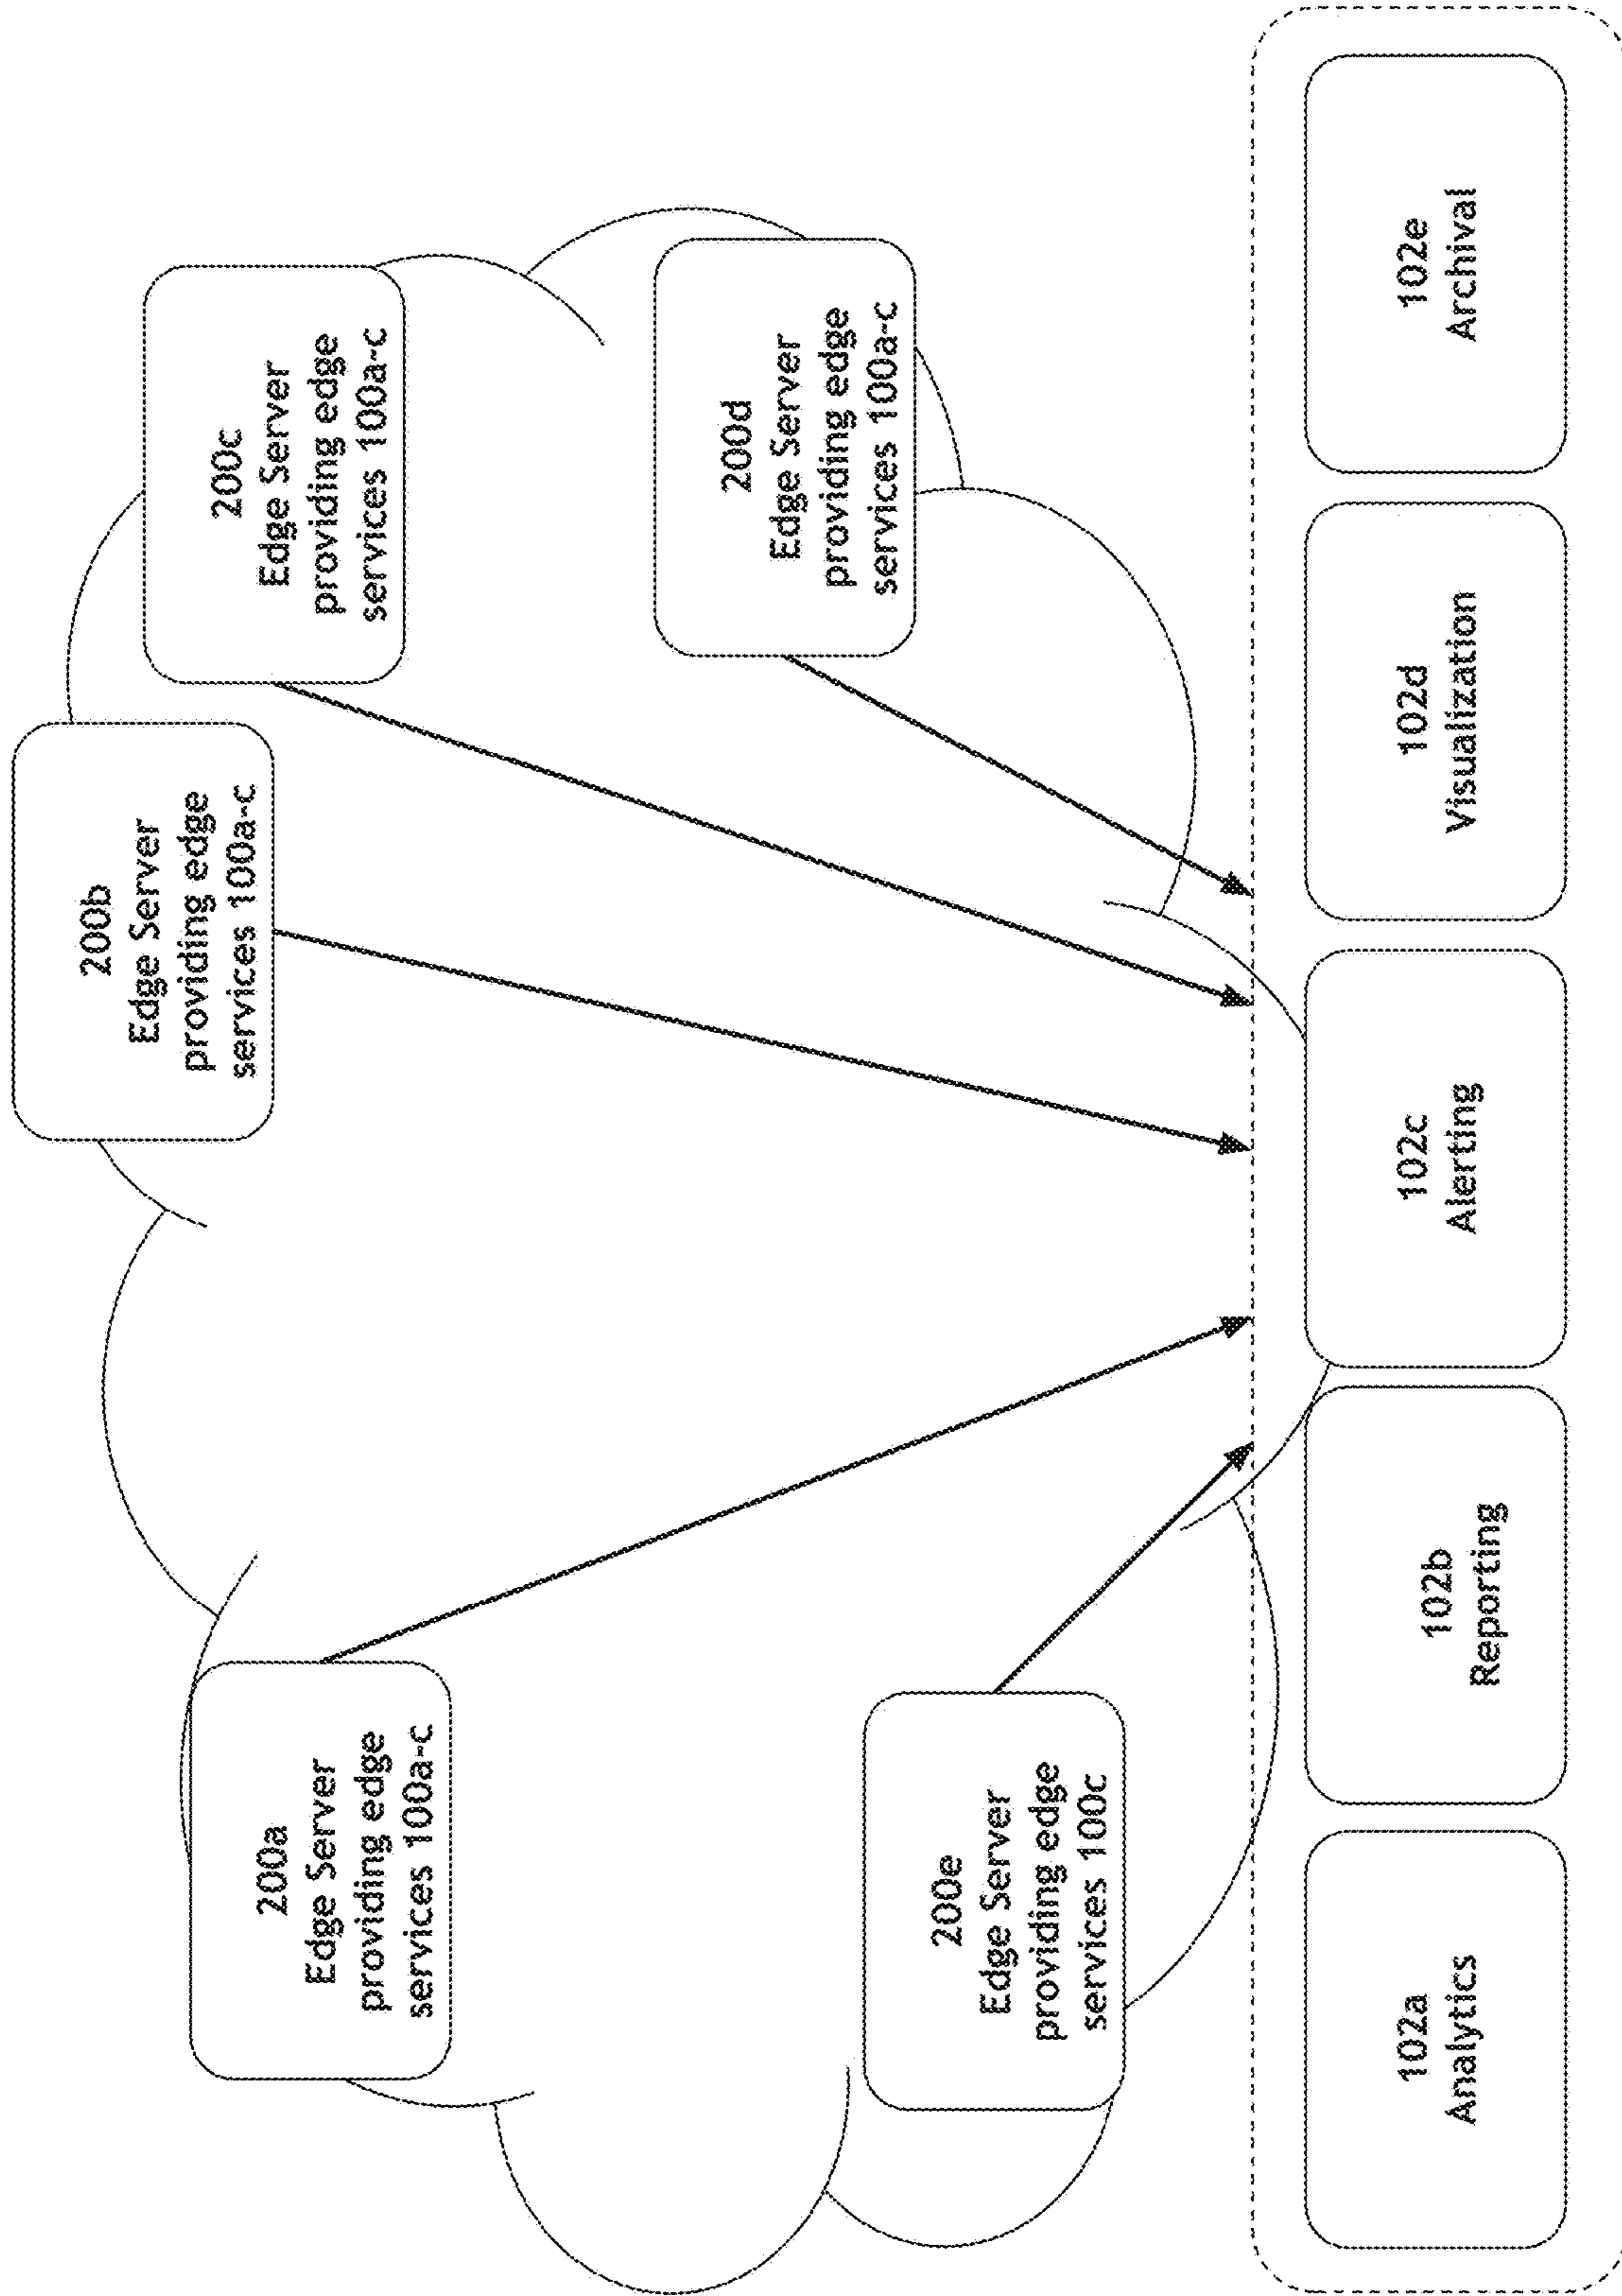 200a
Edge Server
providing edge
services 100a-c
200b
Edge Server
providing edge
services 100a-c
200c
Edge Server
providing edge
services 100a-c
200d
Edge Server
providing edge
services 100a-c
200e
Edge Server
providing edge
services 100c
102a
Analytics
102b
Reporting
102c
Alerting
102d
Visualization
102e
Archival